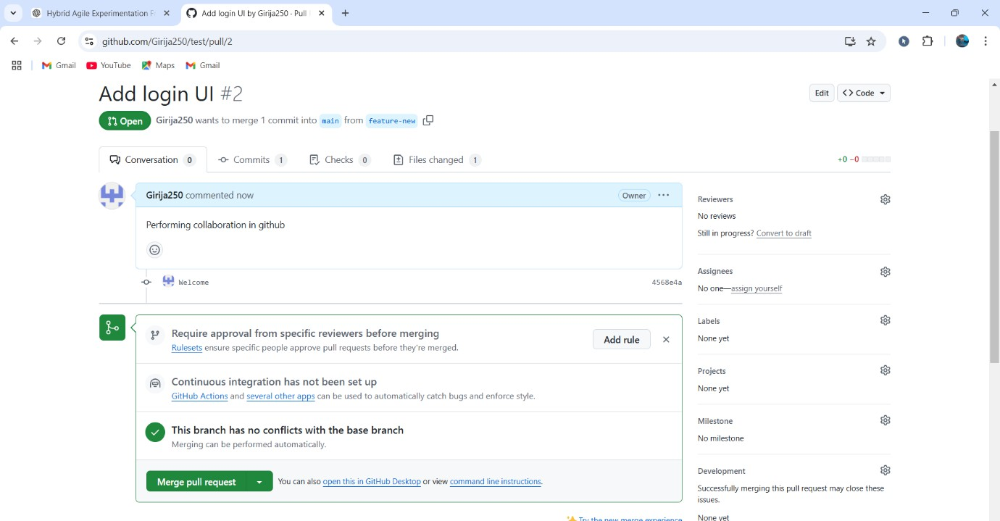 Hybrid Agile Experimentation F
Add login UI by Girija250 · Pull
github.com/Girija250/test/pull/2
Gmail YouTube Maps Gmail
Add login UI #2
Edit <> Code
Open Girija250 wants to merge 1 commit into main from feature-new
Conversation 0 Commits 1 Checks 0 Files changed 1 +0 −0
Girija250 commented now Owner
Performing collaboration in github
Welcome 4568e4a
Require approval from specific reviewers before merging
Rulesets ensure specific people approve pull requests before they're merged.
Add rule
Continuous integration has not been set up
GitHub Actions and several other apps can be used to automatically catch bugs and enforce style.
This branch has no conflicts with the base branch
Merging can be performed automatically.
Merge pull request You can also open this in GitHub Desktop or view command line instructions.
Try the new merge experience
Reviewers
No reviews
Still in progress? Convert to draft
Assignees
No one—assign yourself
Labels
None yet
Projects
None yet
Milestone
No milestone
Development
Successfully merging this pull request may close these
issues.
None yet